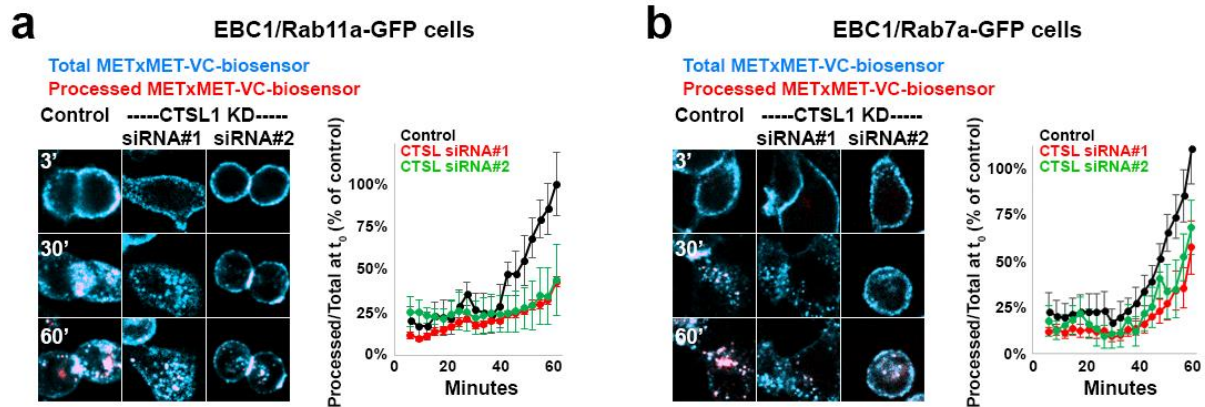 a
EBC1/Rab11a-GFP cells
Total METxMET-VC-biosensor
Processed METxMET-VC-biosensor
Control -----CTSL1 KD-----
siRNA#1 siRNA#2
3’
30’
60’
Processed/Total at t0 (% of control)
Control
CTSL siRNA#1
CTSL siRNA#2
100%
75%
50%
25%
0%
0 20 40 60
Minutes
b
EBC1/Rab7a-GFP cells
Total METxMET-VC-biosensor
Processed METxMET-VC-biosensor
Control -----CTSL1 KD-----
siRNA#1 siRNA#2
3’
30’
60’
Processed/Total at t0 (% of control)
Control
CTSL siRNA#1
CTSL siRNA#2
100%
75%
50%
25%
0%
0 20 40 60
Minutes